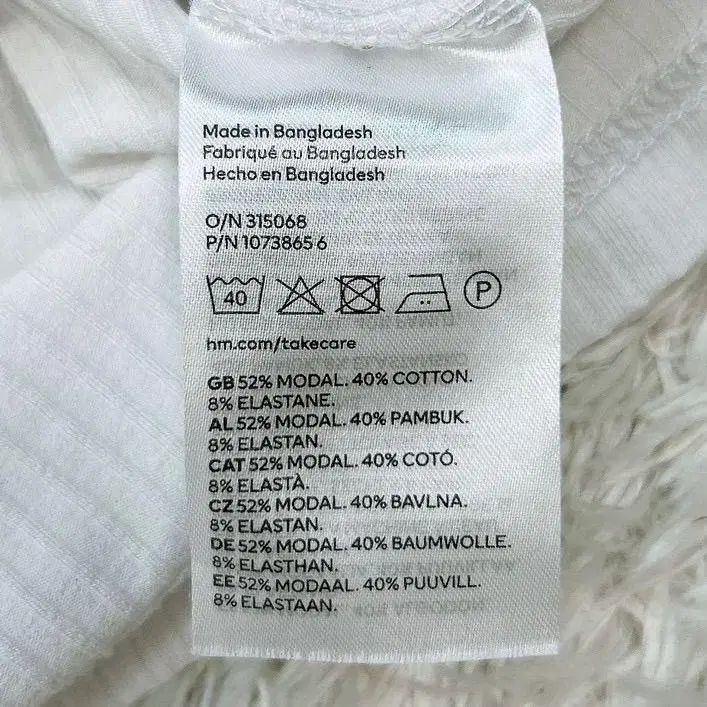 Made in Bangladesh
Fabriqué au Bangladesh
Hecho en Bangladesh
O/N 315068
P/N 1073865 6
40 P
hm.com/takecare
GB 52% MODAL. 40% COTTON.
8% ELASTANE.
AL 52% MODAL. 40% PAMBUK.
8% ELASTAN.
CAT 52% MODAL. 40% COTÓ.
8% ELASTÀ.
CZ 52% MODAL. 40% BAVLNA.
8% ELASTAN.
DE 52% MODAL. 40% BAUMWOLLE.
8% ELASTHAN.
EE 52% MODAAL. 40% PUUVILL.
8% ELASTAAN.